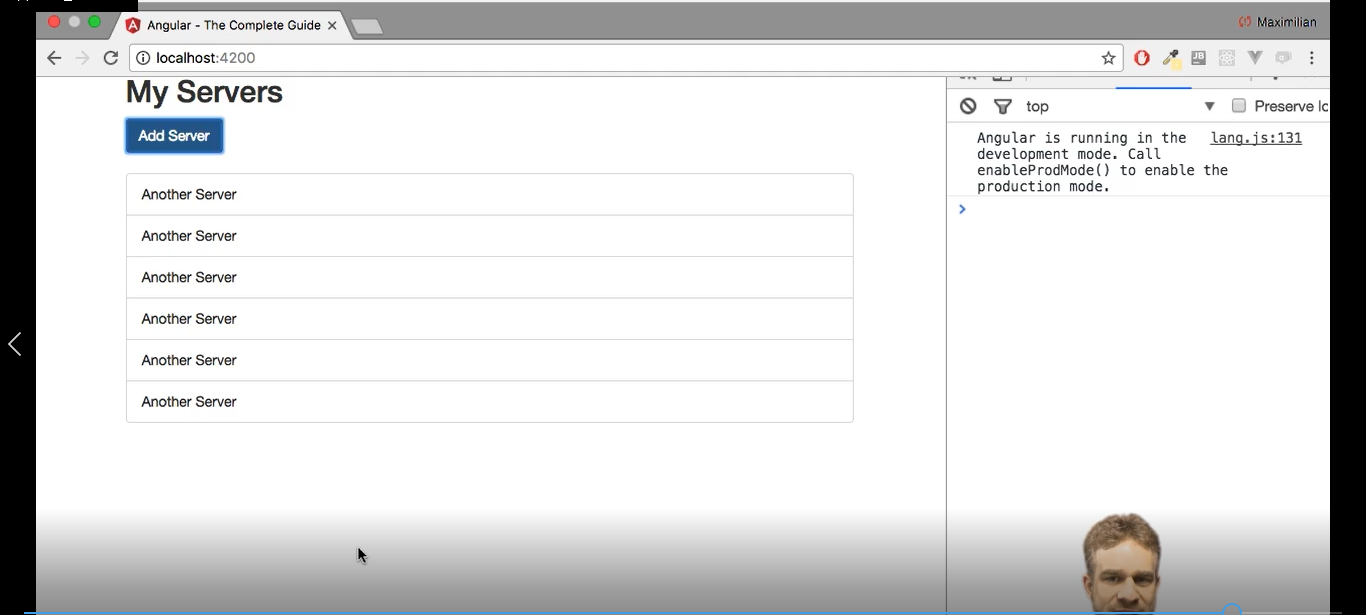 Angular - The Complete Guide
Maximilian
localhost:4200
My Servers
Add Server
top
Preserve lo
Angular is running in the lang.js:131
development mode. Call
enableProdMode() to enable the
production mode.
Another Server
Another Server
Another Server
Another Server
Another Server
Another Server